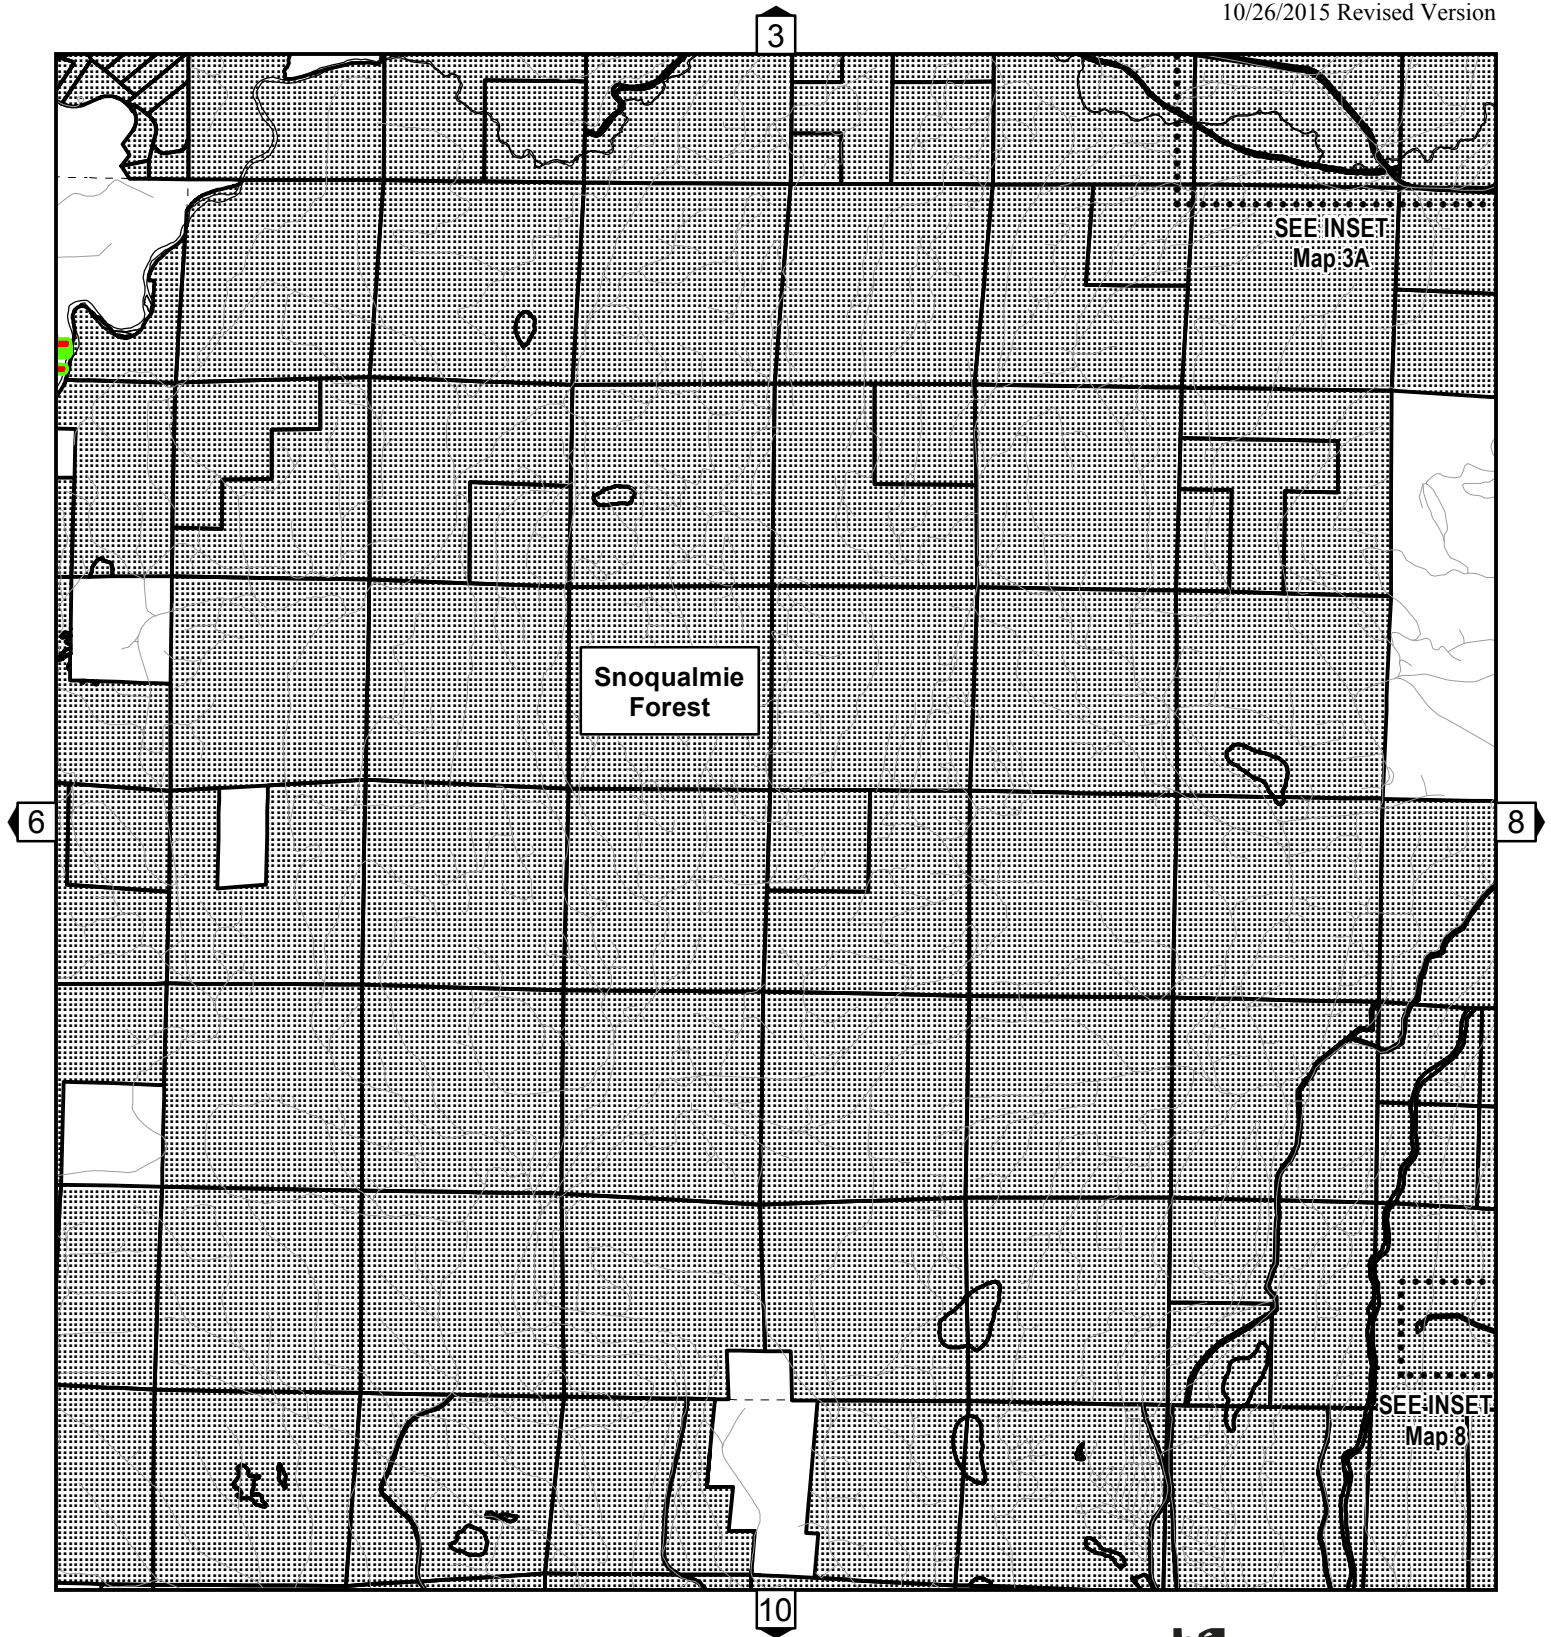 10/26/2015 Revised Version
3
SEE INSET
Map 3A
Snoqualmie
Forest
6
8
SEE INSET
Map 8
10